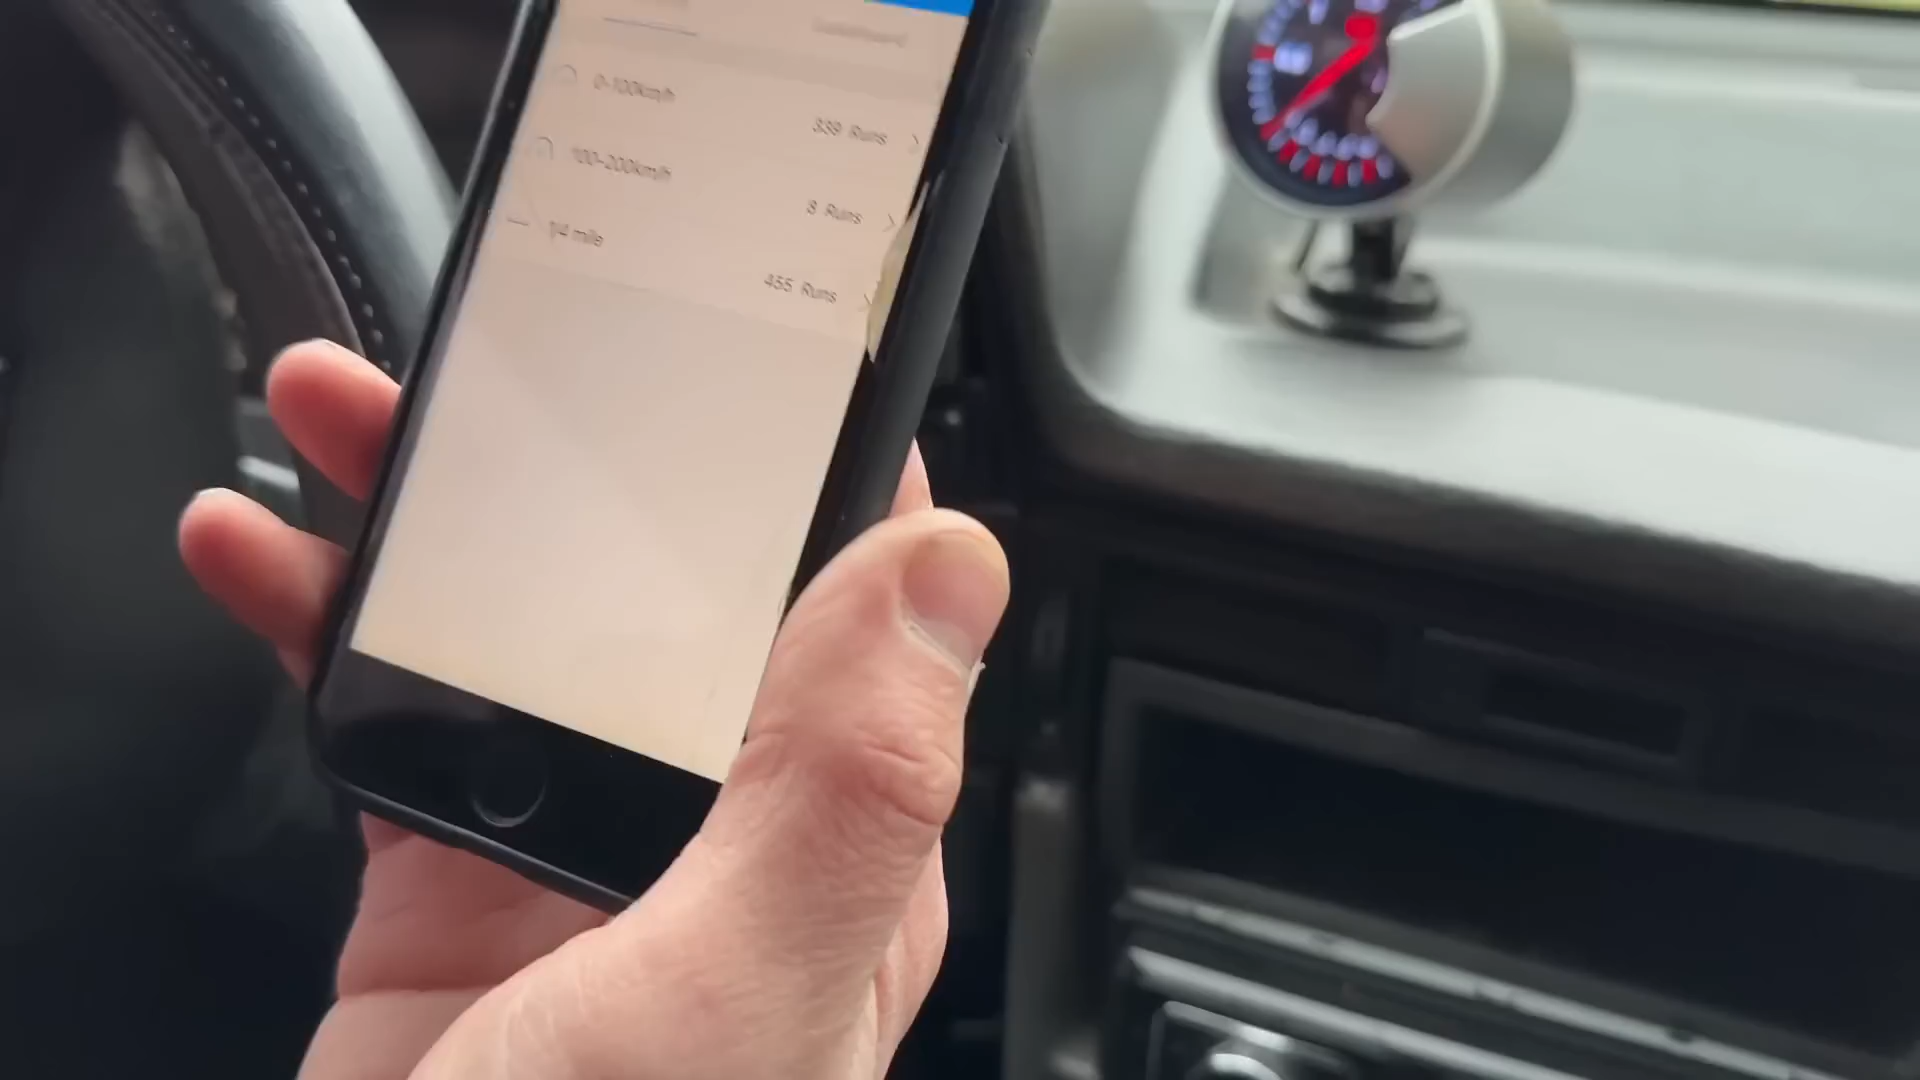 0-100km/h
339 Runs
100-200km/h
8 Runs
1/4 mile
455 Runs